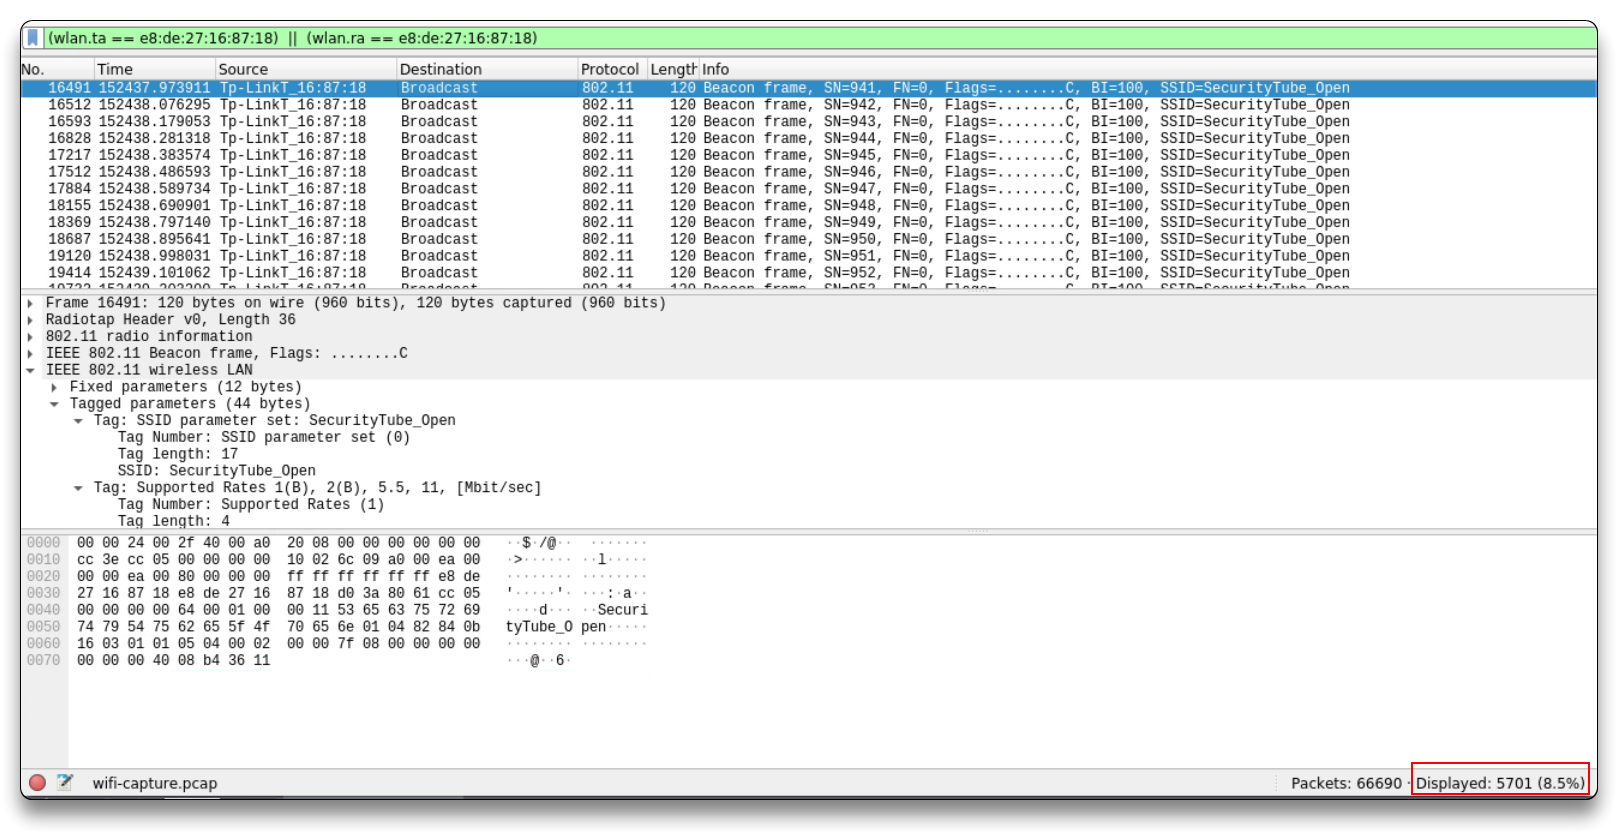 (wlan.ta == e8:de:27:16:87:18) || (wlan.ra == e8:de:27:16:87:18)
No. Time Source Destination Protocol Length Info
16491 152437.973911 Tp-LinkT_16:87:18 Broadcast 802.11 120 Beacon frame, SN=941, FN=0, Flags=........C, BI=100, SSID=SecurityTube_Open
16512 152438.076295 Tp-LinkT_16:87:18 Broadcast 802.11 120 Beacon frame, SN=942, FN=0, Flags=........C, BI=100, SSID=SecurityTube_Open
16593 152438.179053 Tp-LinkT_16:87:18 Broadcast 802.11 120 Beacon frame, SN=943, FN=0, Flags=........C, BI=100, SSID=SecurityTube_Open
16828 152438.281318 Tp-LinkT_16:87:18 Broadcast 802.11 120 Beacon frame, SN=944, FN=0, Flags=........C, BI=100, SSID=SecurityTube_Open
17217 152438.383574 Tp-LinkT_16:87:18 Broadcast 802.11 120 Beacon frame, SN=945, FN=0, Flags=........C, BI=100, SSID=SecurityTube_Open
17512 152438.486593 Tp-LinkT_16:87:18 Broadcast 802.11 120 Beacon frame, SN=946, FN=0, Flags=........C, BI=100, SSID=SecurityTube_Open
17884 152438.589734 Tp-LinkT_16:87:18 Broadcast 802.11 120 Beacon frame, SN=947, FN=0, Flags=........C, BI=100, SSID=SecurityTube_Open
18155 152438.690901 Tp-LinkT_16:87:18 Broadcast 802.11 120 Beacon frame, SN=948, FN=0, Flags=........C, BI=100, SSID=SecurityTube_Open
18369 152438.797140 Tp-LinkT_16:87:18 Broadcast 802.11 120 Beacon frame, SN=949, FN=0, Flags=........C, BI=100, SSID=SecurityTube_Open
18687 152438.895641 Tp-LinkT_16:87:18 Broadcast 802.11 120 Beacon frame, SN=950, FN=0, Flags=........C, BI=100, SSID=SecurityTube_Open
19120 152438.998031 Tp-LinkT_16:87:18 Broadcast 802.11 120 Beacon frame, SN=951, FN=0, Flags=........C, BI=100, SSID=SecurityTube_Open
19414 152439.101062 Tp-LinkT_16:87:18 Broadcast 802.11 120 Beacon frame, SN=952, FN=0, Flags=........C, BI=100, SSID=SecurityTube_Open
Frame 16491: 120 bytes on wire (960 bits), 120 bytes captured (960 bits)
Radiotap Header v0, Length 36
802.11 radio information
IEEE 802.11 Beacon frame, Flags: ........C
IEEE 802.11 wireless LAN
Fixed parameters (12 bytes)
Tagged parameters (44 bytes)
Tag: SSID parameter set: SecurityTube_Open
Tag Number: SSID parameter set (0)
Tag length: 17
SSID: SecurityTube_Open
Tag: Supported Rates 1(B), 2(B), 5.5, 11, [Mbit/sec]
Tag Number: Supported Rates (1)
Tag length: 4
0000 00 00 24 00 2f 40 00 a0 20 08 00 00 00 00 00 00 ··$·/@·· ········
0010 cc 3e cc 05 00 00 00 00 10 02 6c 09 a0 00 ea 00 ·>······ ··l·····
0020 00 00 ea 00 80 00 00 00 ff ff ff ff ff ff e8 de ········ ········
0030 27 16 87 18 e8 de 27 16 87 18 d0 3a 80 61 cc 05 '·····'· ···:·a··
0040 00 00 00 00 64 00 01 00 00 11 53 65 63 75 72 69 ····d··· ··Securi
0050 74 79 54 75 62 65 5f 4f 70 65 6e 01 04 82 84 0b tyTube_O pen·····
0060 16 03 01 01 05 04 00 02 00 00 7f 08 00 00 00 00 ········ ········
0070 00 00 00 40 08 b4 36 11 ···@··6·
wifi-capture.pcap Packets: 66690 · Displayed: 5701 (8.5%)